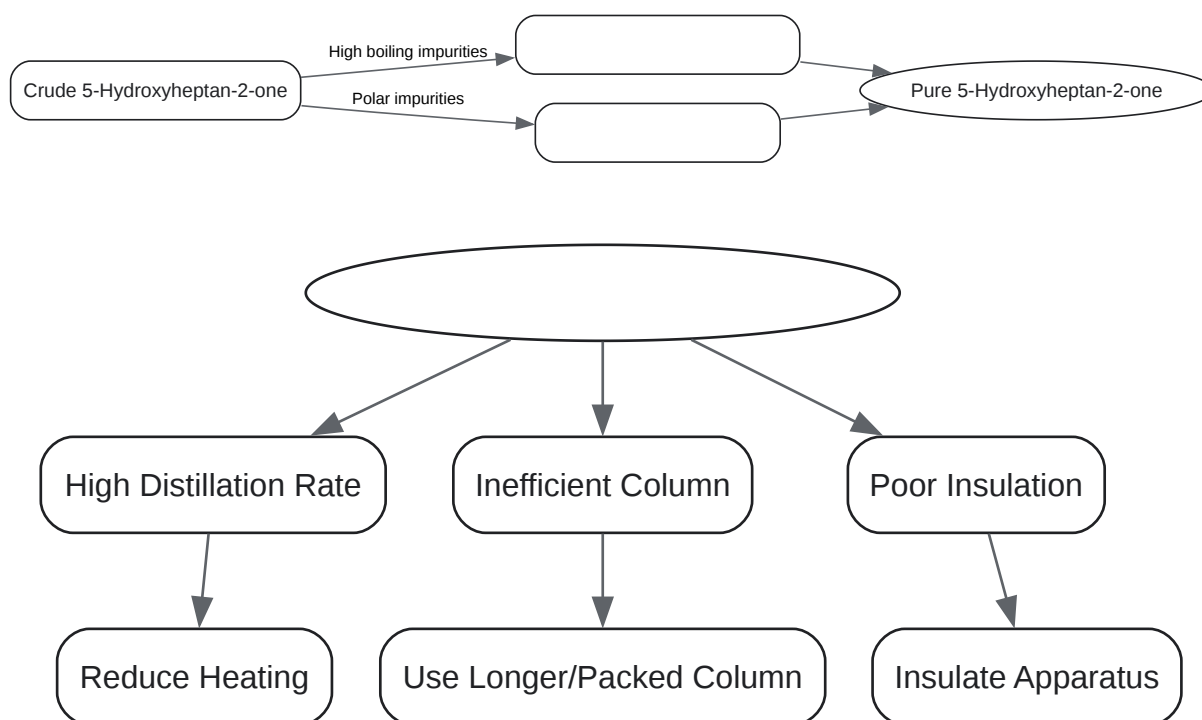 High boiling impurities
Crude 5-Hydroxyheptan-2-one
Pure 5-Hydroxyheptan-2-one
Polar impurities
High Distillation Rate
Inefficient Column
Poor Insulation
Reduce Heating
Use Longer/Packed Column
Insulate Apparatus